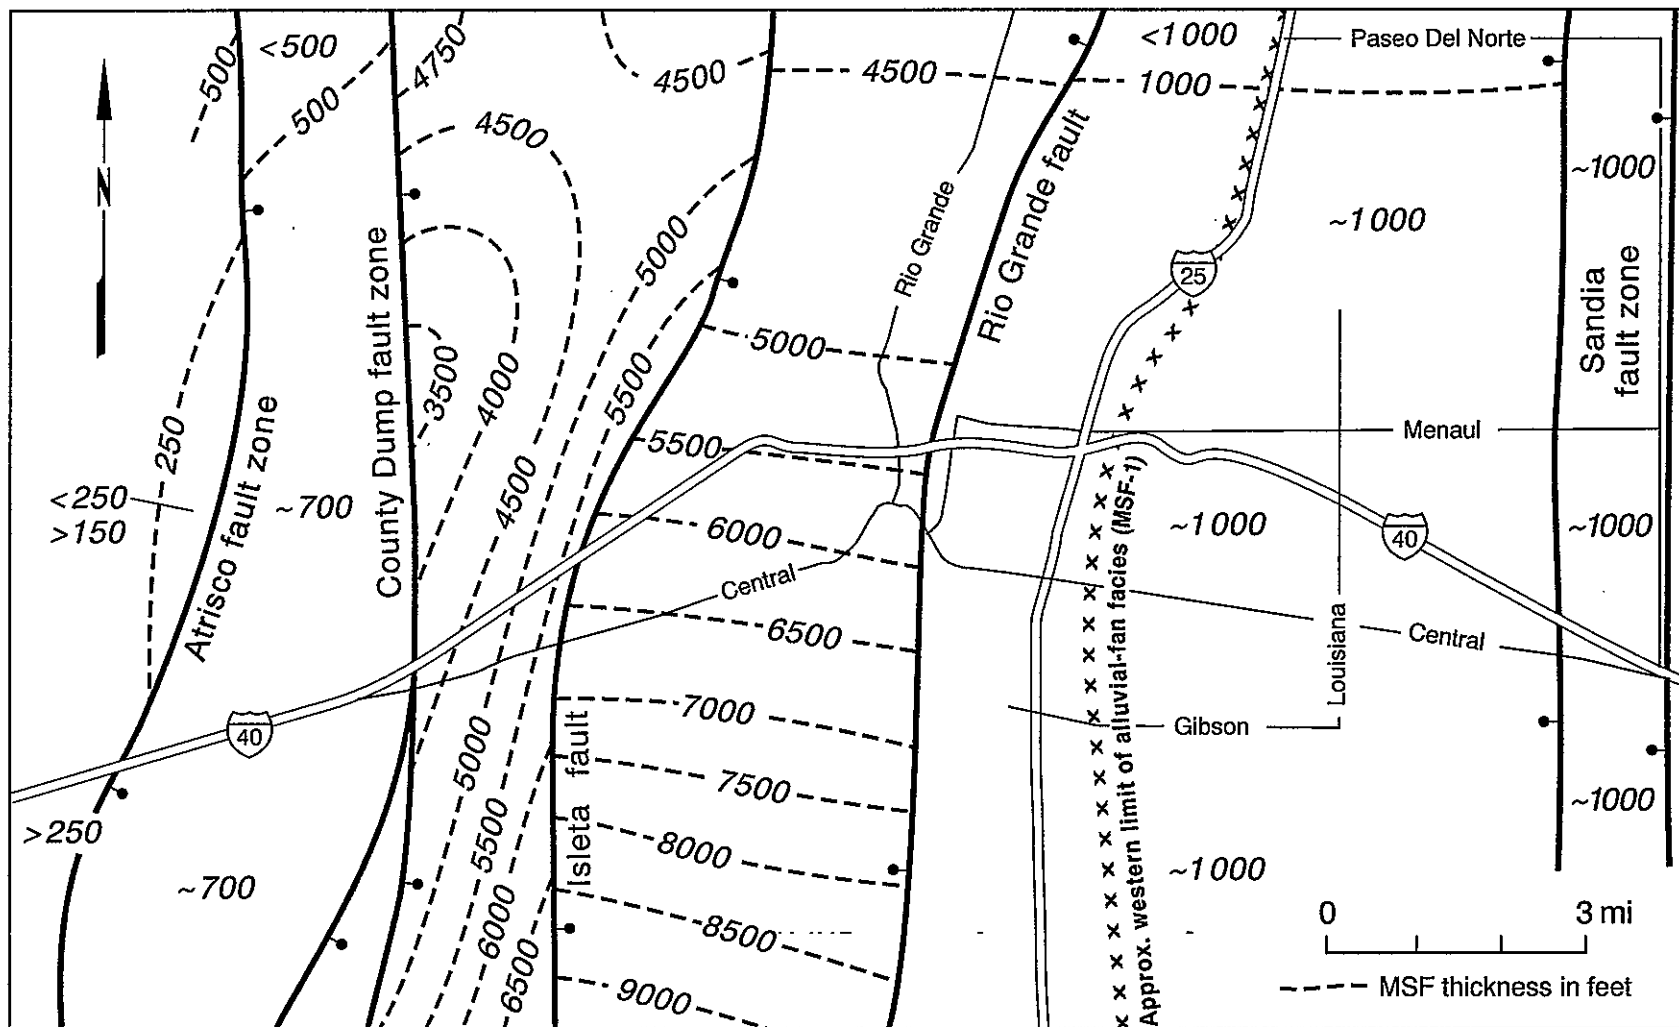 <500
4750
<1000
Paseo Del Norte
500
500
4500
4500
1000
4500
~1000
N
Rio Grande
Rio Grande fault
~1000
5000
25
Sandia
fault zone
County Dump fault zone
5000
3500
4000
5500
250
Atrisco fault zone
5500
Menaul
<250
>150
~700
4500
6000
~1000
40
~1000
Approx. western limit of alluvial-fan facies (MSF-1)
Central
6500
Louisiana
Central
7000
Gibson
40
5000
Isleta fault
7500
~1000
>250
5500
8000
~1000
~700
6000
8500
0 3 mi
6500
9000
MSF thickness in feet